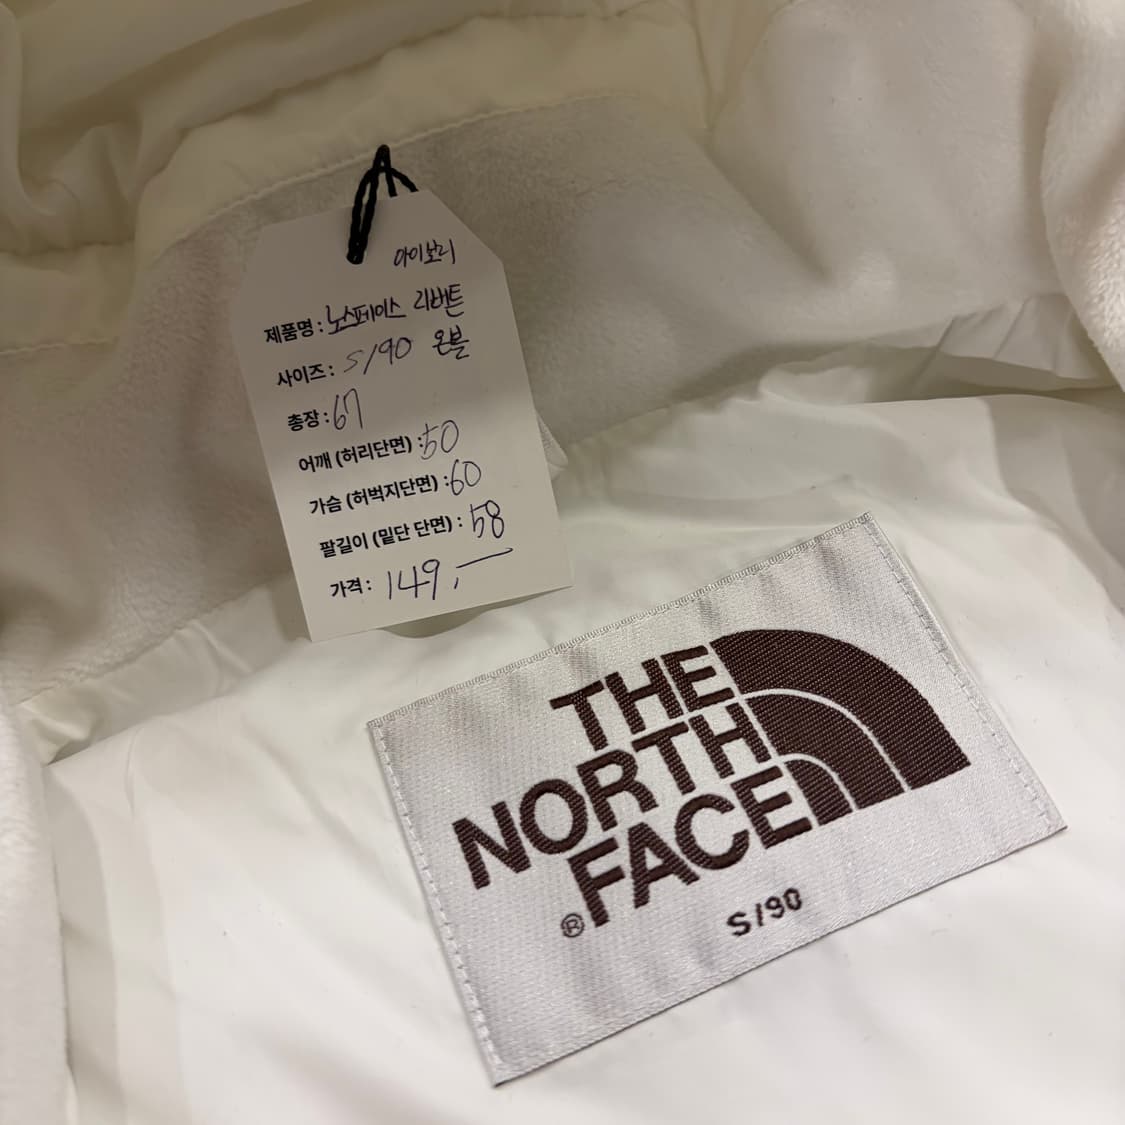 아이보리
제품명 : 노스페이스 리버튼
사이즈 : S/90 온볼
총장 : 67
어깨 (허리단면) : 50
가슴 (허벅지단면) : 60
팔길이 (밑단 단면) : 58
가격 : 149,-
THE
NORTH
FACE
®
S/90